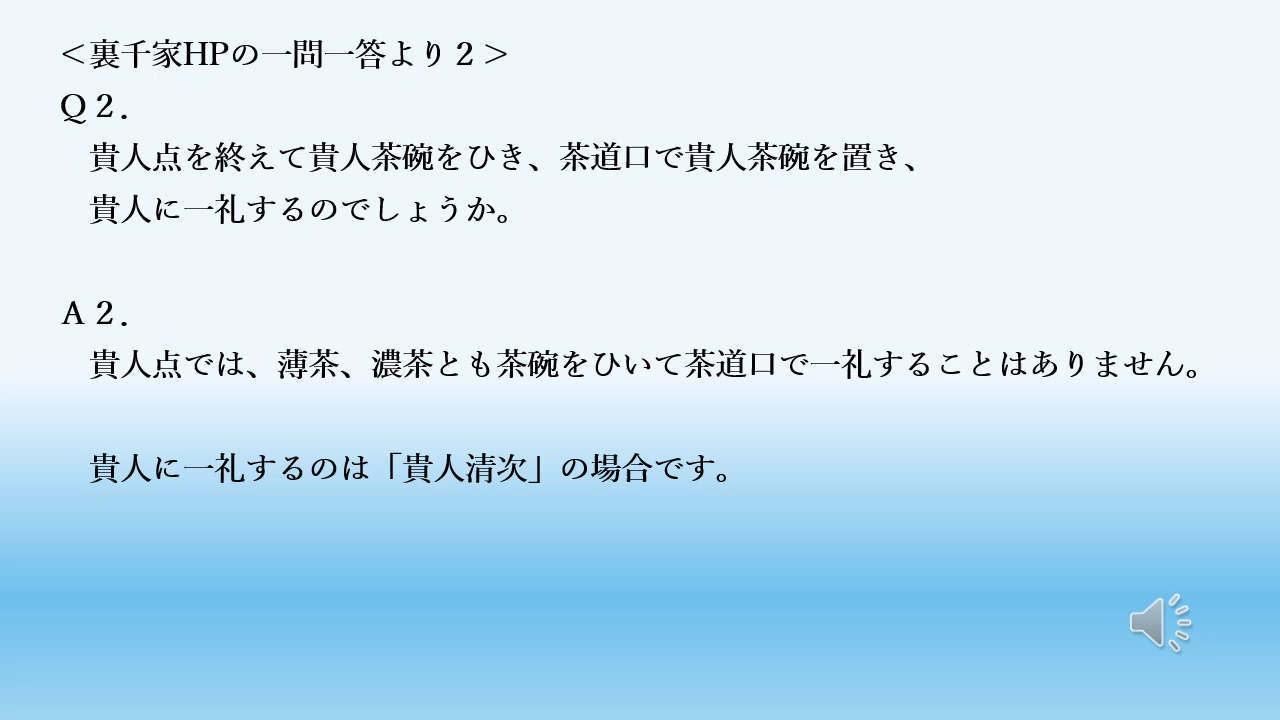 ＜裏千家HPの一問一答より２＞
Ｑ２．
貴人点を終えて貴人茶碗をひき、茶道口で貴人茶碗を置き、
貴人に一礼するのでしょうか。
Ａ２．
貴人点では、薄茶、濃茶とも茶碗をひいて茶道口で一礼することはありません。
貴人に一礼するのは「貴人清次」の場合です。